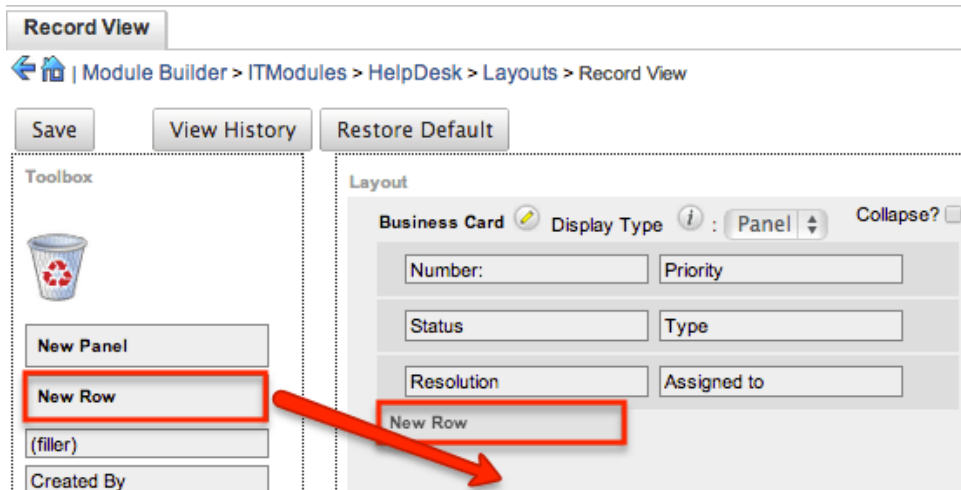 Record View
| Module Builder > ITModules > HelpDesk > Layouts > Record View
Save View History Restore Default
Toolbox
New Panel
New Row
(filler)
Created By
Layout
Business Card Display Type i : Panel Collapse?
Number: Priority
Status Type
Resolution Assigned to
New Row